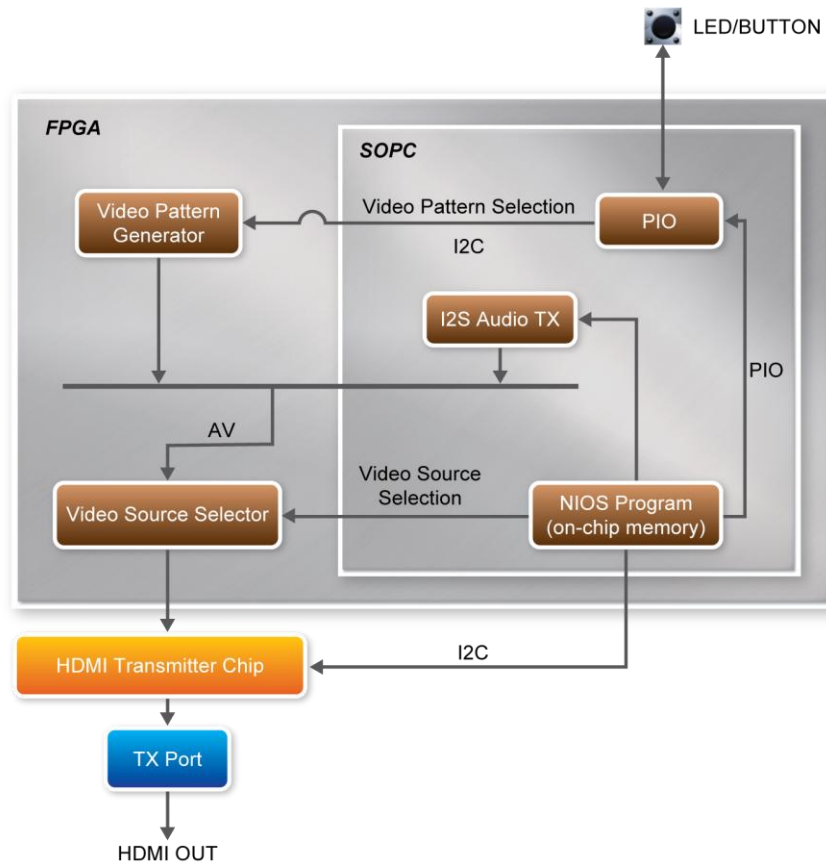 LED/BUTTON
FPGA
SOPC
Video Pattern
Generator
Video Pattern Selection
I2C
PIO
I2S Audio TX
PIO
AV
Video Source
Selection
Video Source Selector
NIOS Program
(on-chip memory)
HDMI Transmitter Chip
I2C
TX Port
HDMI OUT